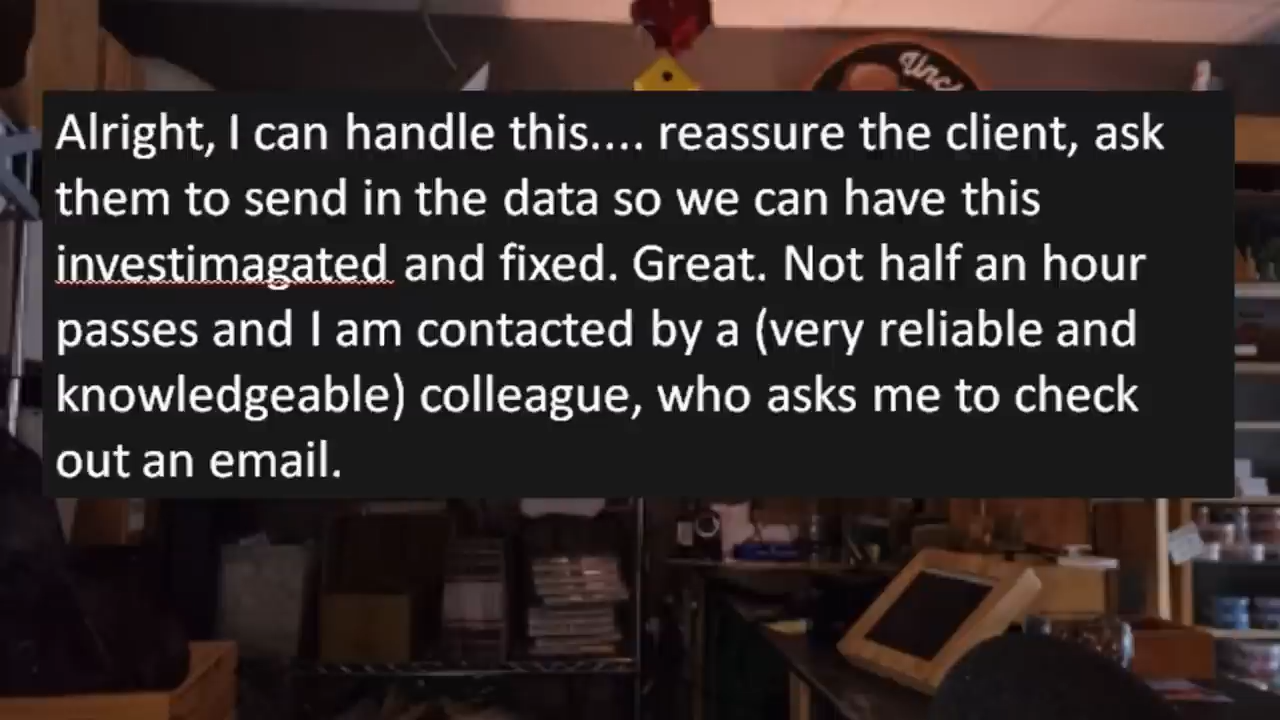 Uncl
Alright, I can handle this.... reassure the client, ask
them to send in the data so we can have this
investimagated and fixed. Great. Not half an hour
passes and I am contacted by a (very reliable and
knowledgeable) colleague, who asks me to check
out an email.